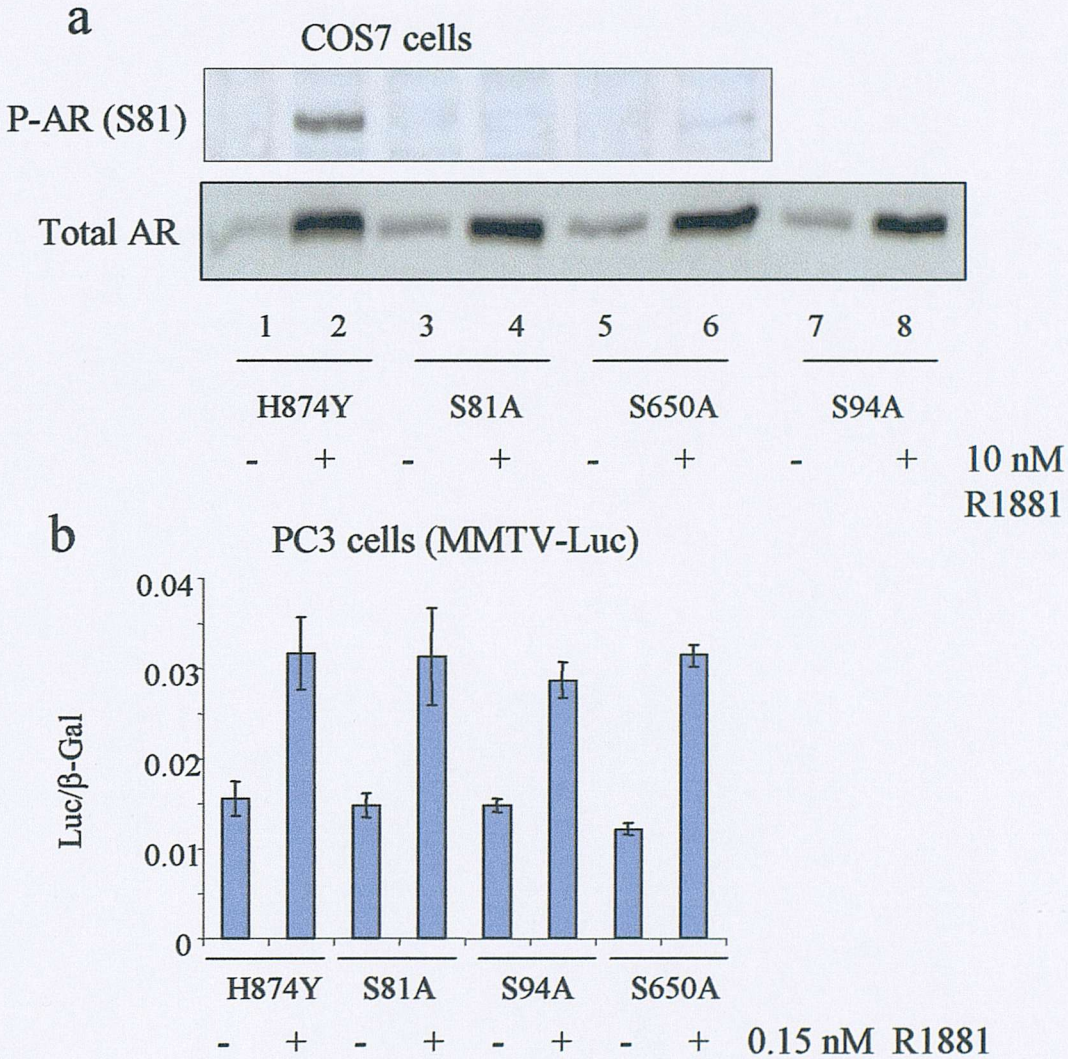 a
COS7 cells
P-AR (S81)
Total AR
1 2 3 4 5 6 7 8
H874Y S81A S650A S94A
- + - + - + - + 10 nM
R1881
b
PC3 cells (MMTV-Luc)
Luc/β-Gal
0.04
0.03
0.02
0.01
0
H874Y S81A S94A S650A
- + - + - + - + 0.15 nM R1881